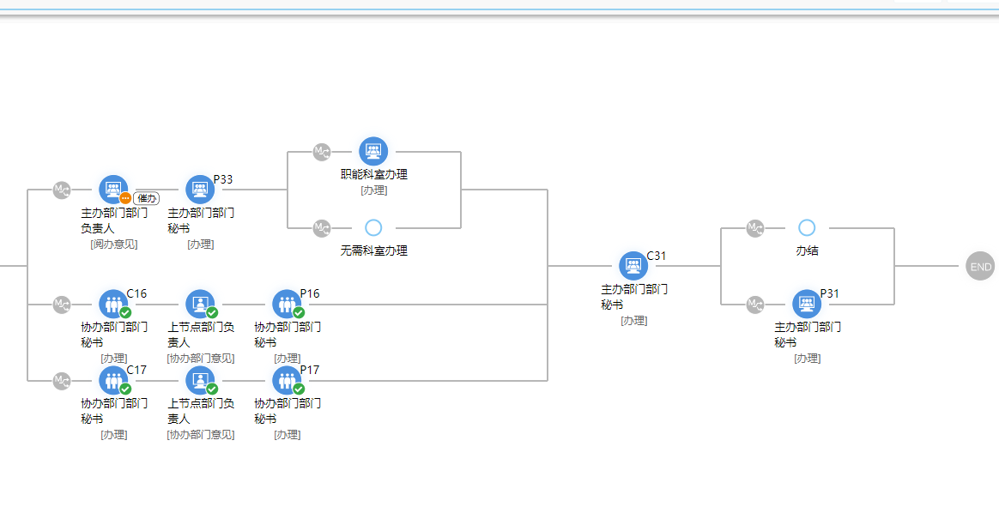 职能科室办理
[办理]
P33
催办
主办部门部门
负责人
[阅办意见]
主办部门部门
秘书
[办理]
无需科室办理
C16
协办部门部门
秘书
[办理]
上节点部门负
责人
[协办部门意见]
P16
协办部门部门
秘书
[办理]
C17
协办部门部门
秘书
[办理]
上节点部门负
责人
[协办部门意见]
P17
协办部门部门
秘书
[办理]
C31
主办部门部门
秘书
[办理]
办结
P31
主办部门部门
秘书
[办理]
END